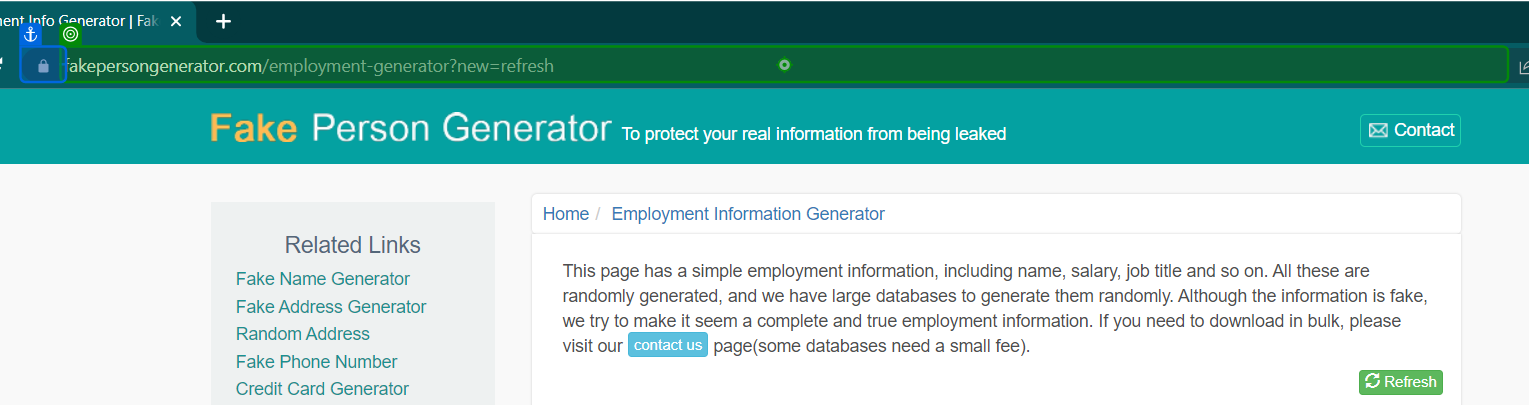 ment Info Generator | Fak
fakepersongenerator.com/employment-generator?new=refresh
Fake Person Generator To protect your real information from being leaked
Contact
Related Links
Fake Name Generator
Fake Address Generator
Random Address
Fake Phone Number
Credit Card Generator
Home / Employment Information Generator
This page has a simple employment information, including name, salary, job title and so on. All these are
randomly generated, and we have large databases to generate them randomly. Although the information is fake,
we try to make it seem a complete and true employment information. If you need to download in bulk, please
visit our contact us page(some databases need a small fee).
Refresh